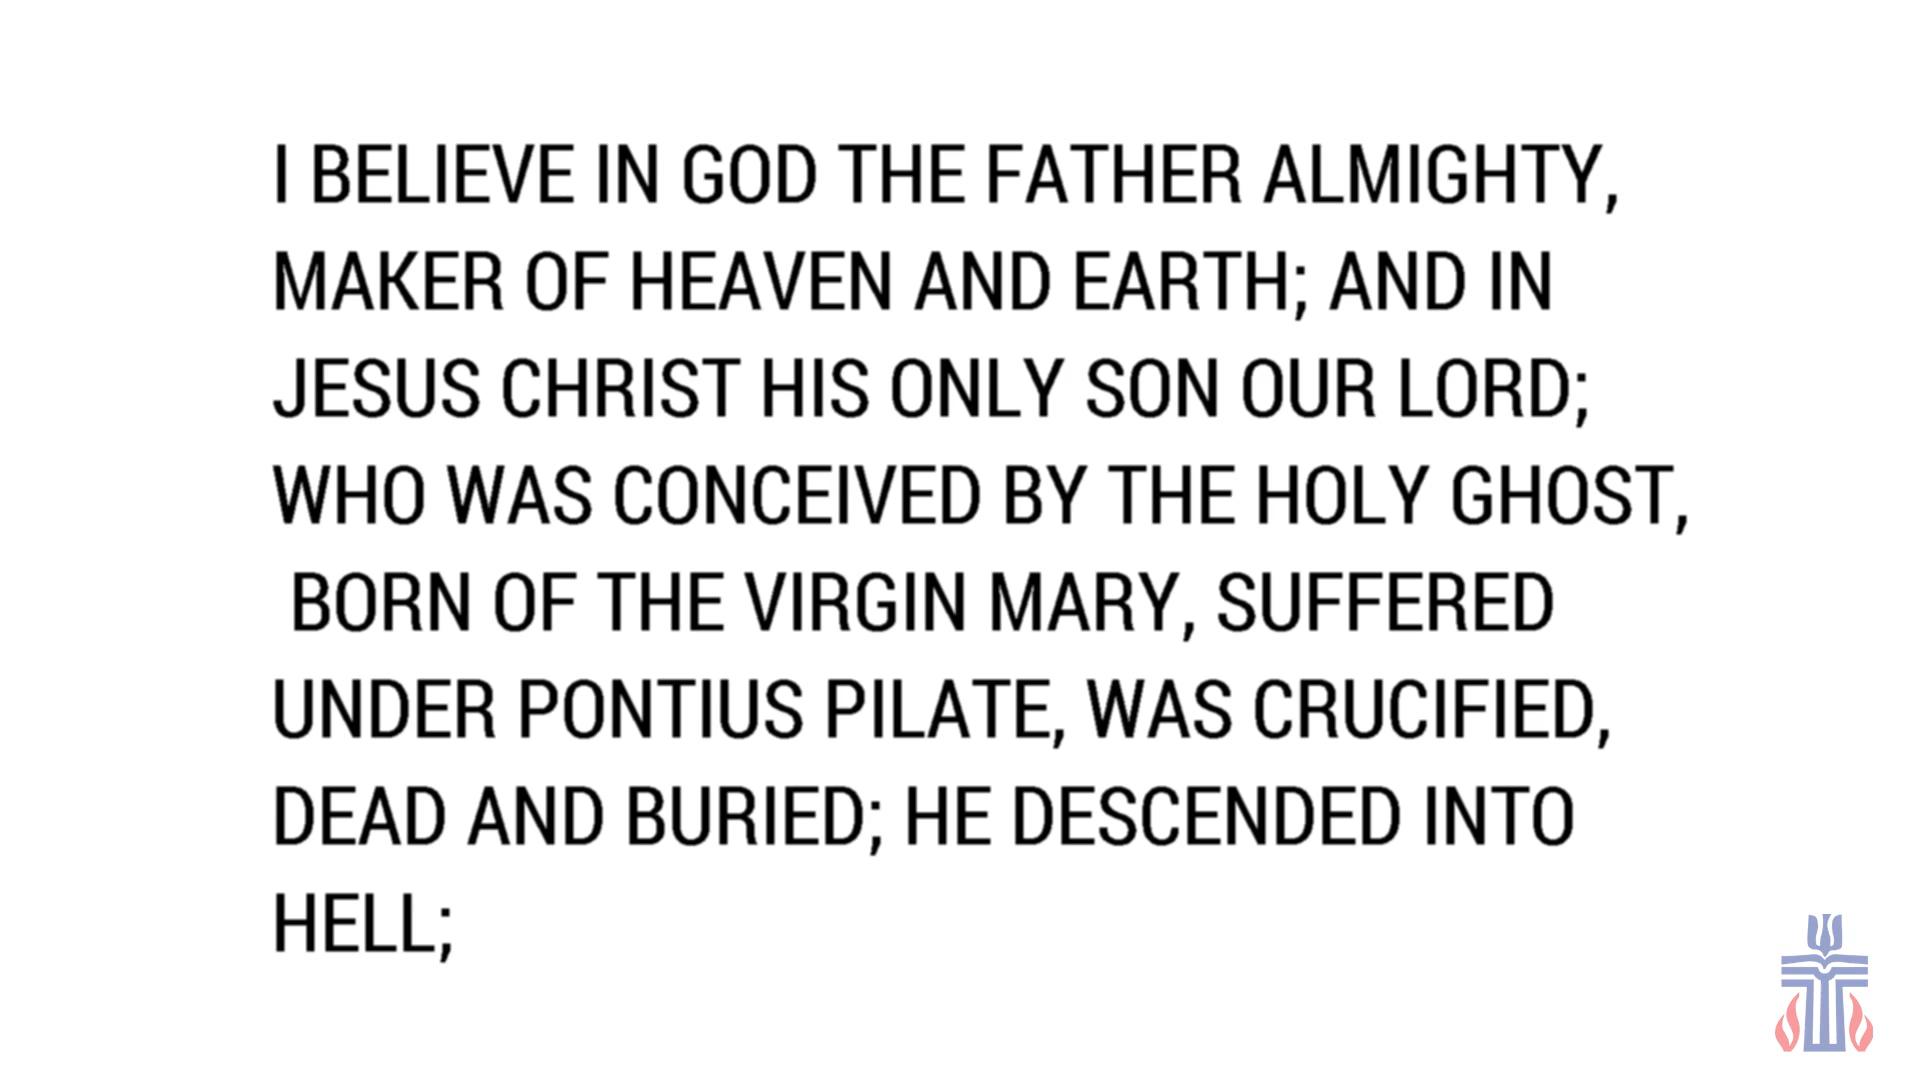 I BELIEVE IN GOD THE FATHER ALMIGHTY,
MAKER OF HEAVEN AND EARTH; AND IN
JESUS CHRIST HIS ONLY SON OUR LORD;
WHO WAS CONCEIVED BY THE HOLY GHOST,
BORN OF THE VIRGIN MARY, SUFFERED
UNDER PONTIUS PILATE, WAS CRUCIFIED,
DEAD AND BURIED; HE DESCENDED INTO
HELL;